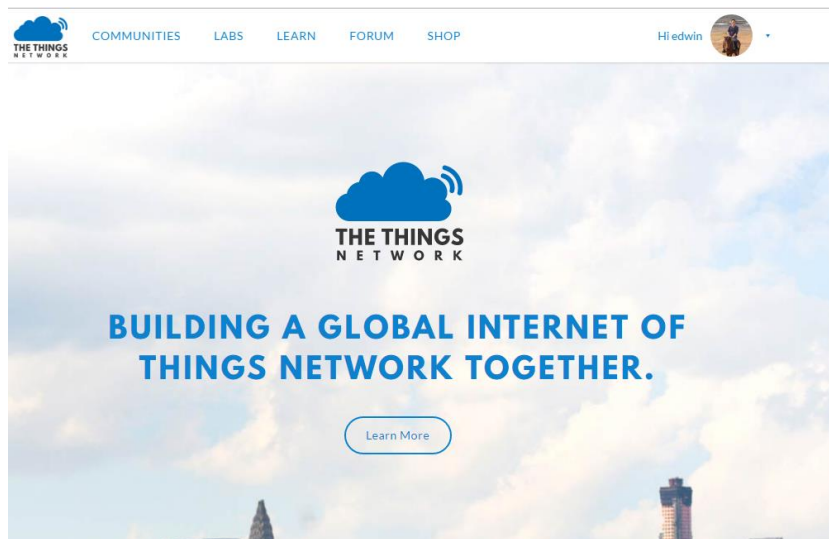 THE THINGS
NETWORK
COMMUNITIES LABS LEARN FORUM SHOP Hi edwin
THE THINGS
NETWORK
BUILDING A GLOBAL INTERNET OF
THINGS NETWORK TOGETHER.
Learn More